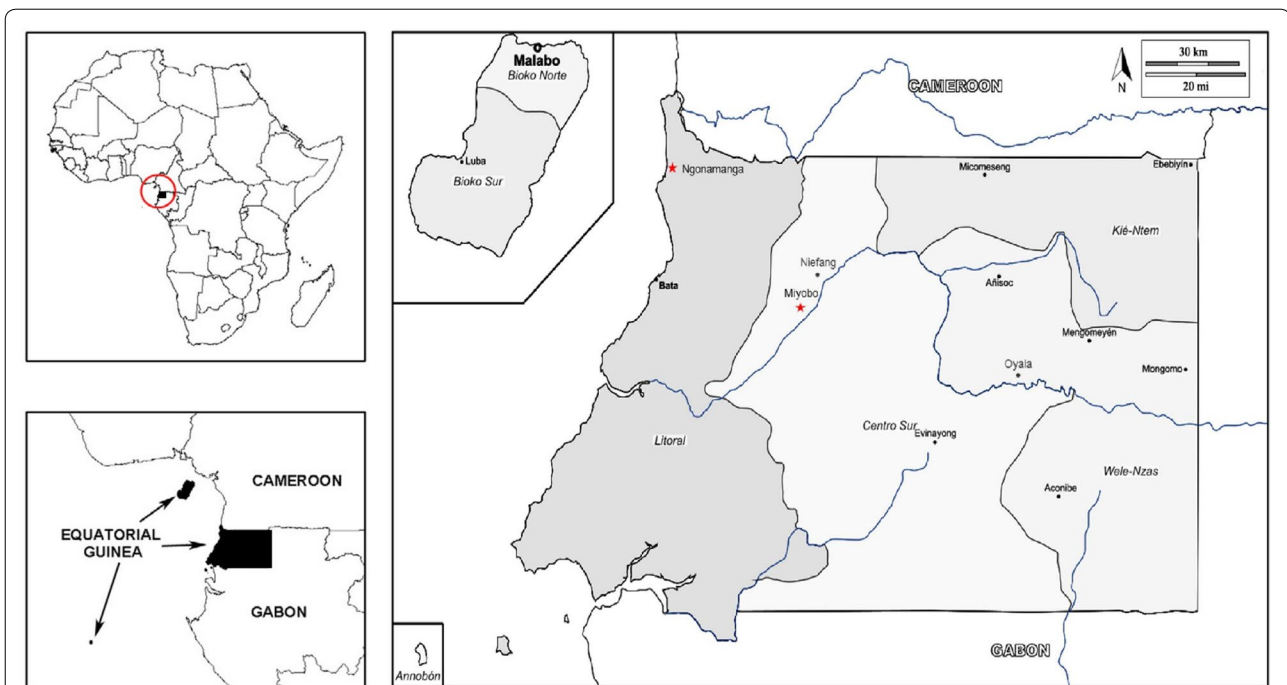 CAMEROON
EQUATORIAL
GUINEA
GABON
Malabo
Bioko Norte
Luba
Bioko Sur
Annobón
30 km
20 mi
N
CAMEROON
Ngonamanga
Micomeseng
Ebebiyin
Kié-Ntem
Niefang
Bata
Miyobo
Añisoc
Mengomeyén
Oyala
Mongomo
Litoral
Centro Sur
Evinayong
Wele-Nzas
Aconibe
GABON